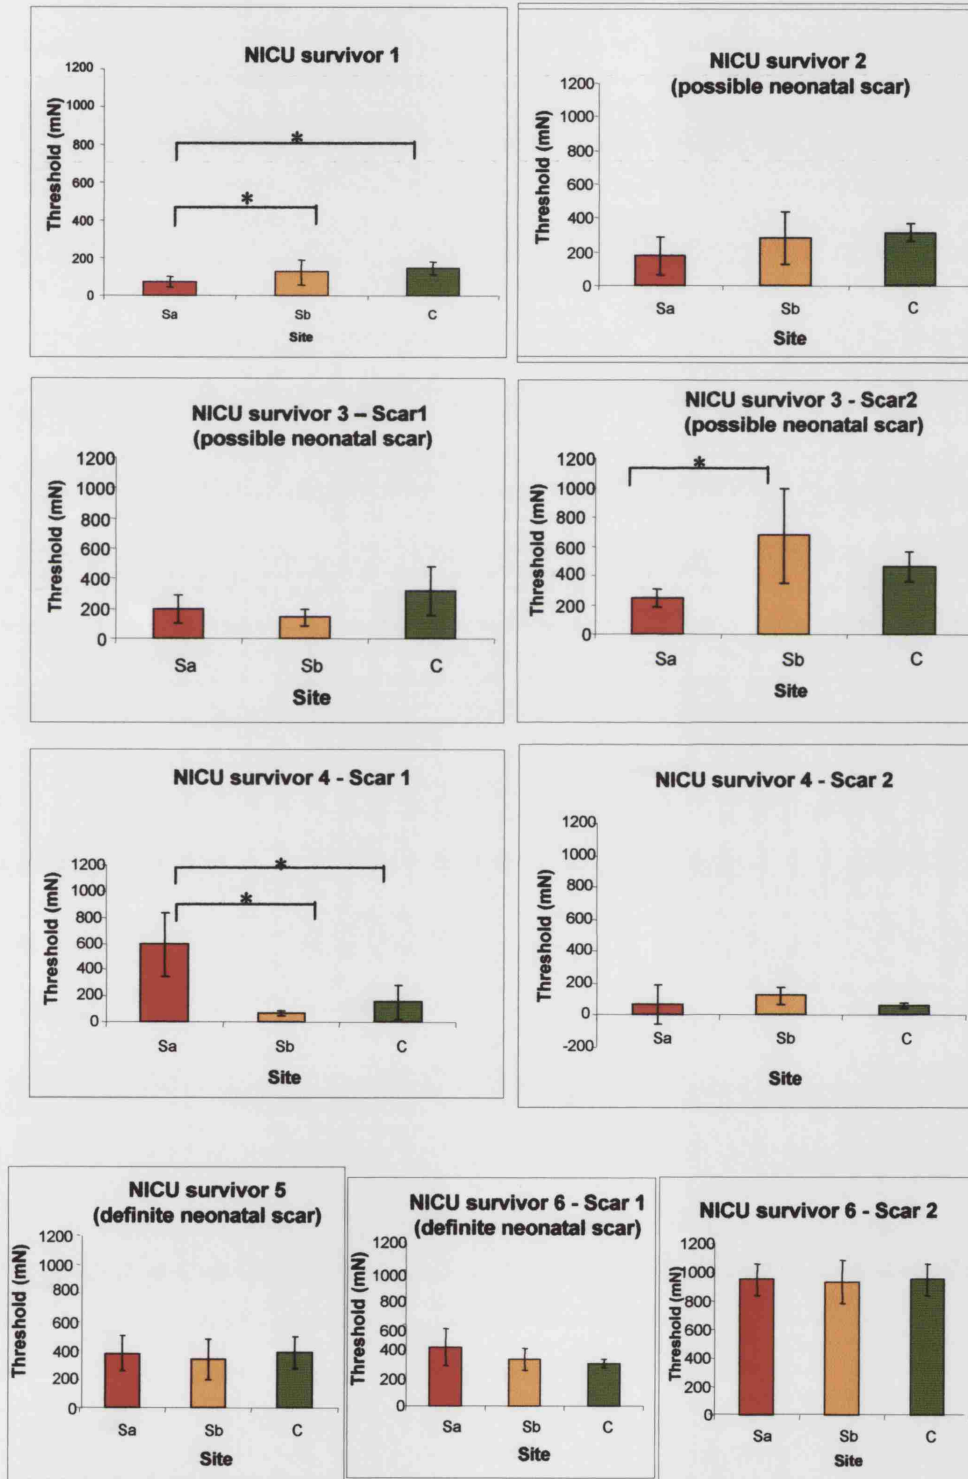 NICU survivor 1
1200
1000
800
600
400
200
0
Threshold (mN)
*
*
Sa Sb C
Site
NICU survivor 2
(possible neonatal scar)
1200
1000
800
600
400
200
0
Threshold (mN)
Sa Sb C
Site
NICU survivor 3 – Scar1
(possible neonatal scar)
1200
1000
800
600
400
200
0
Threshold (mN)
Sa Sb C
Site
NICU survivor 3 - Scar2
(possible neonatal scar)
1200
1000
800
600
400
200
0
Threshold (mN)
*
Sa Sb C
Site
NICU survivor 4 - Scar 1
1200
1000
800
600
400
200
0
Threshold (mN)
*
*
Sa Sb C
Site
NICU survivor 4 - Scar 2
1200
1000
800
600
400
200
0
-200
Threshold (mN)
Sa Sb C
Site
NICU survivor 5
(definite neonatal scar)
1200
1000
800
600
400
200
0
Threshold (mN)
Sa Sb C
Site
NICU survivor 6 - Scar 1
(definite neonatal scar)
1200
1000
800
600
400
200
0
Threshold (mN)
Sa Sb C
Site
NICU survivor 6 - Scar 2
1200
1000
800
600
400
200
0
Threshold (mN)
Sa Sb C
Site